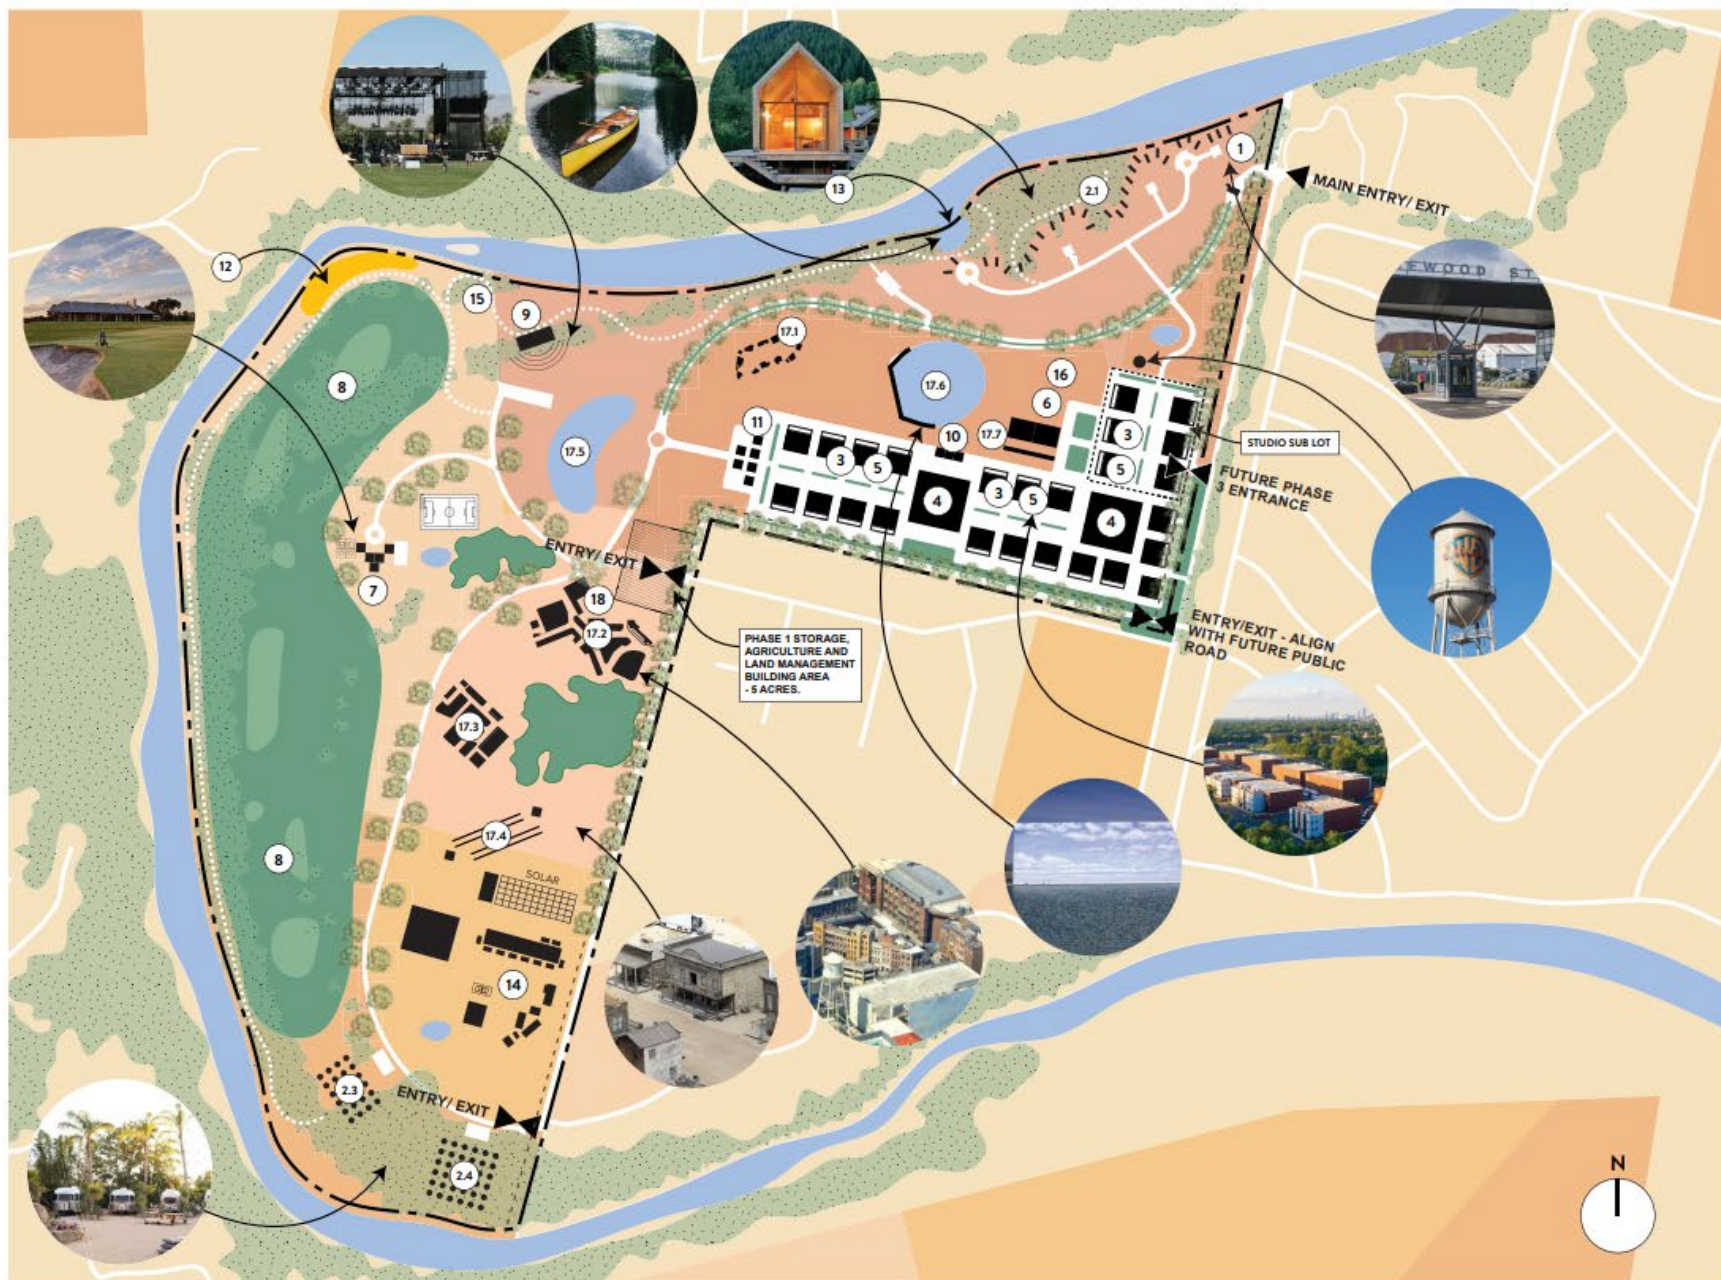 13
1
2.1
MAIN ENTRY/ EXIT
12
EWOOD ST
15
9
17.1
8
17.6
16
6
11
10
17.7
3
STUDIO SUB LOT
3
5
3
5
5
FUTURE PHASE
3 ENTRANCE
17.5
4
4
ENTRY/ EXIT
7
18
17.2
PHASE 1 STORAGE,
AGRICULTURE AND
LAND MANAGEMENT
BUILDING AREA
- 5 ACRES.
ENTRY/EXIT - ALIGN
WITH FUTURE PUBLIC
ROAD
17.3
17.4
8
SOLAR
14
2.3
ENTRY/ EXIT
2.4
N